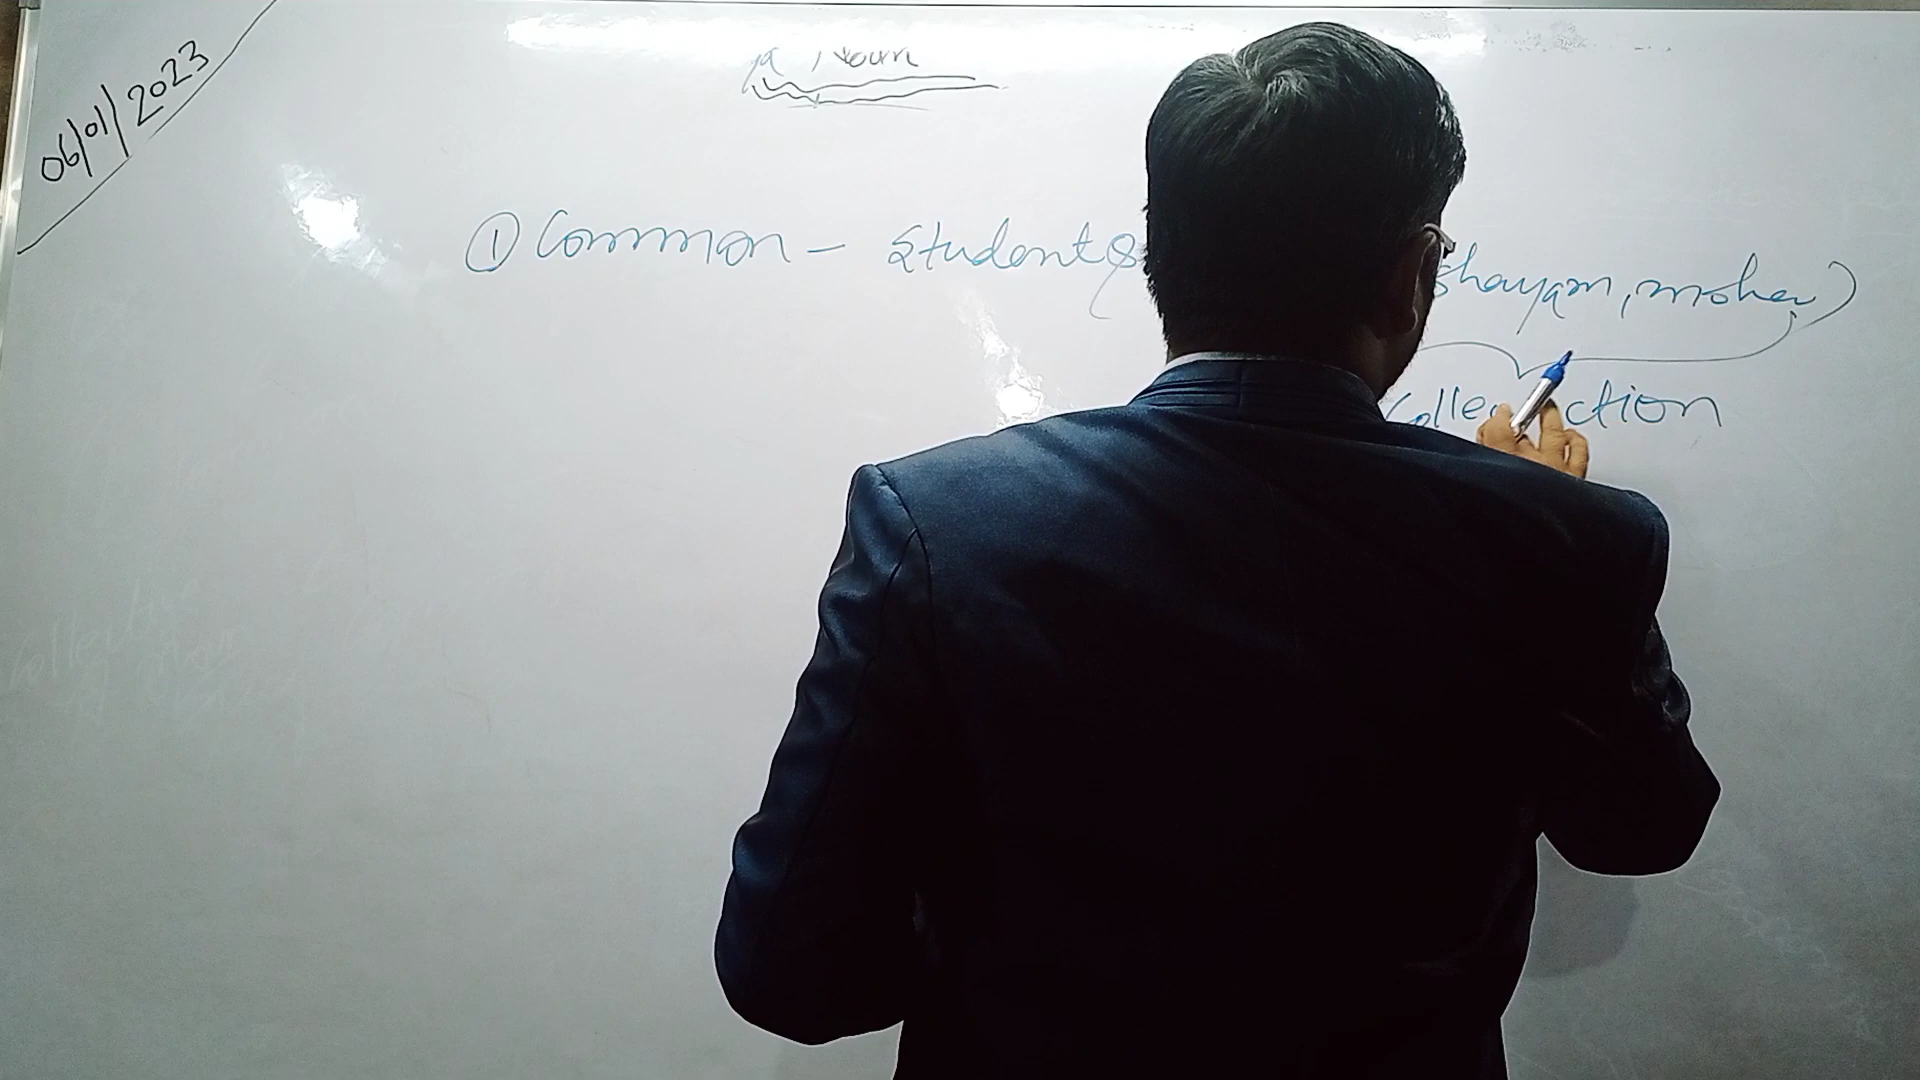 06/01/2023
Noun
① Common - Students
shayam, mohan)
Collection